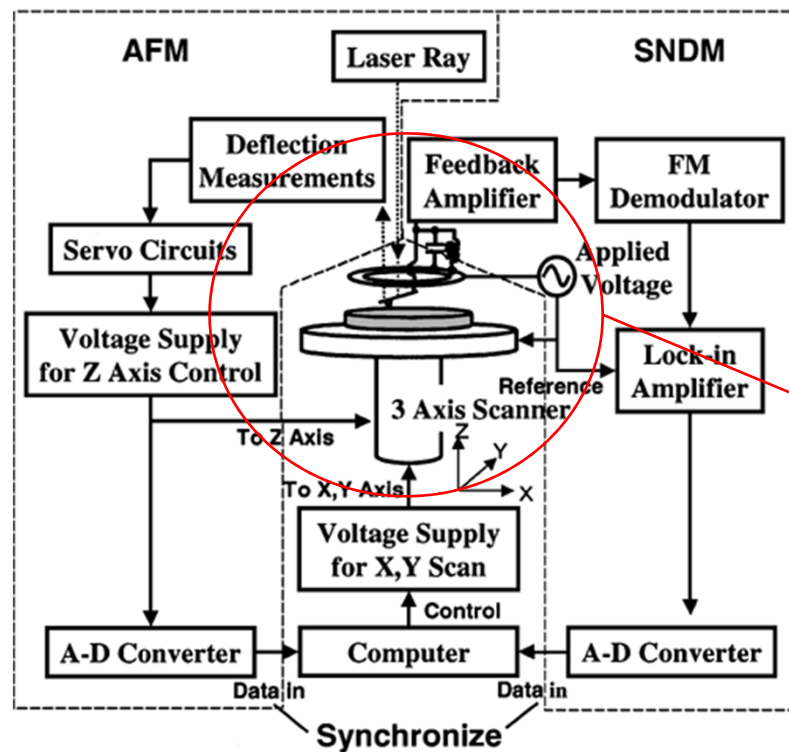 AFM
SNDM
Laser Ray
Deflection
Measurements
Feedback
Amplifier
FM
Demodulator
Servo Circuits
Applied
Voltage
Voltage Supply
for Z Axis Control
Lock-in
Amplifier
Reference
3 Axis Scanner
To Z Axis
Z
Y
X
To X,Y Axis
Voltage Supply
for X,Y Scan
Control
A-D Converter
Computer
A-D Converter
Data in
Data in
Synchronize